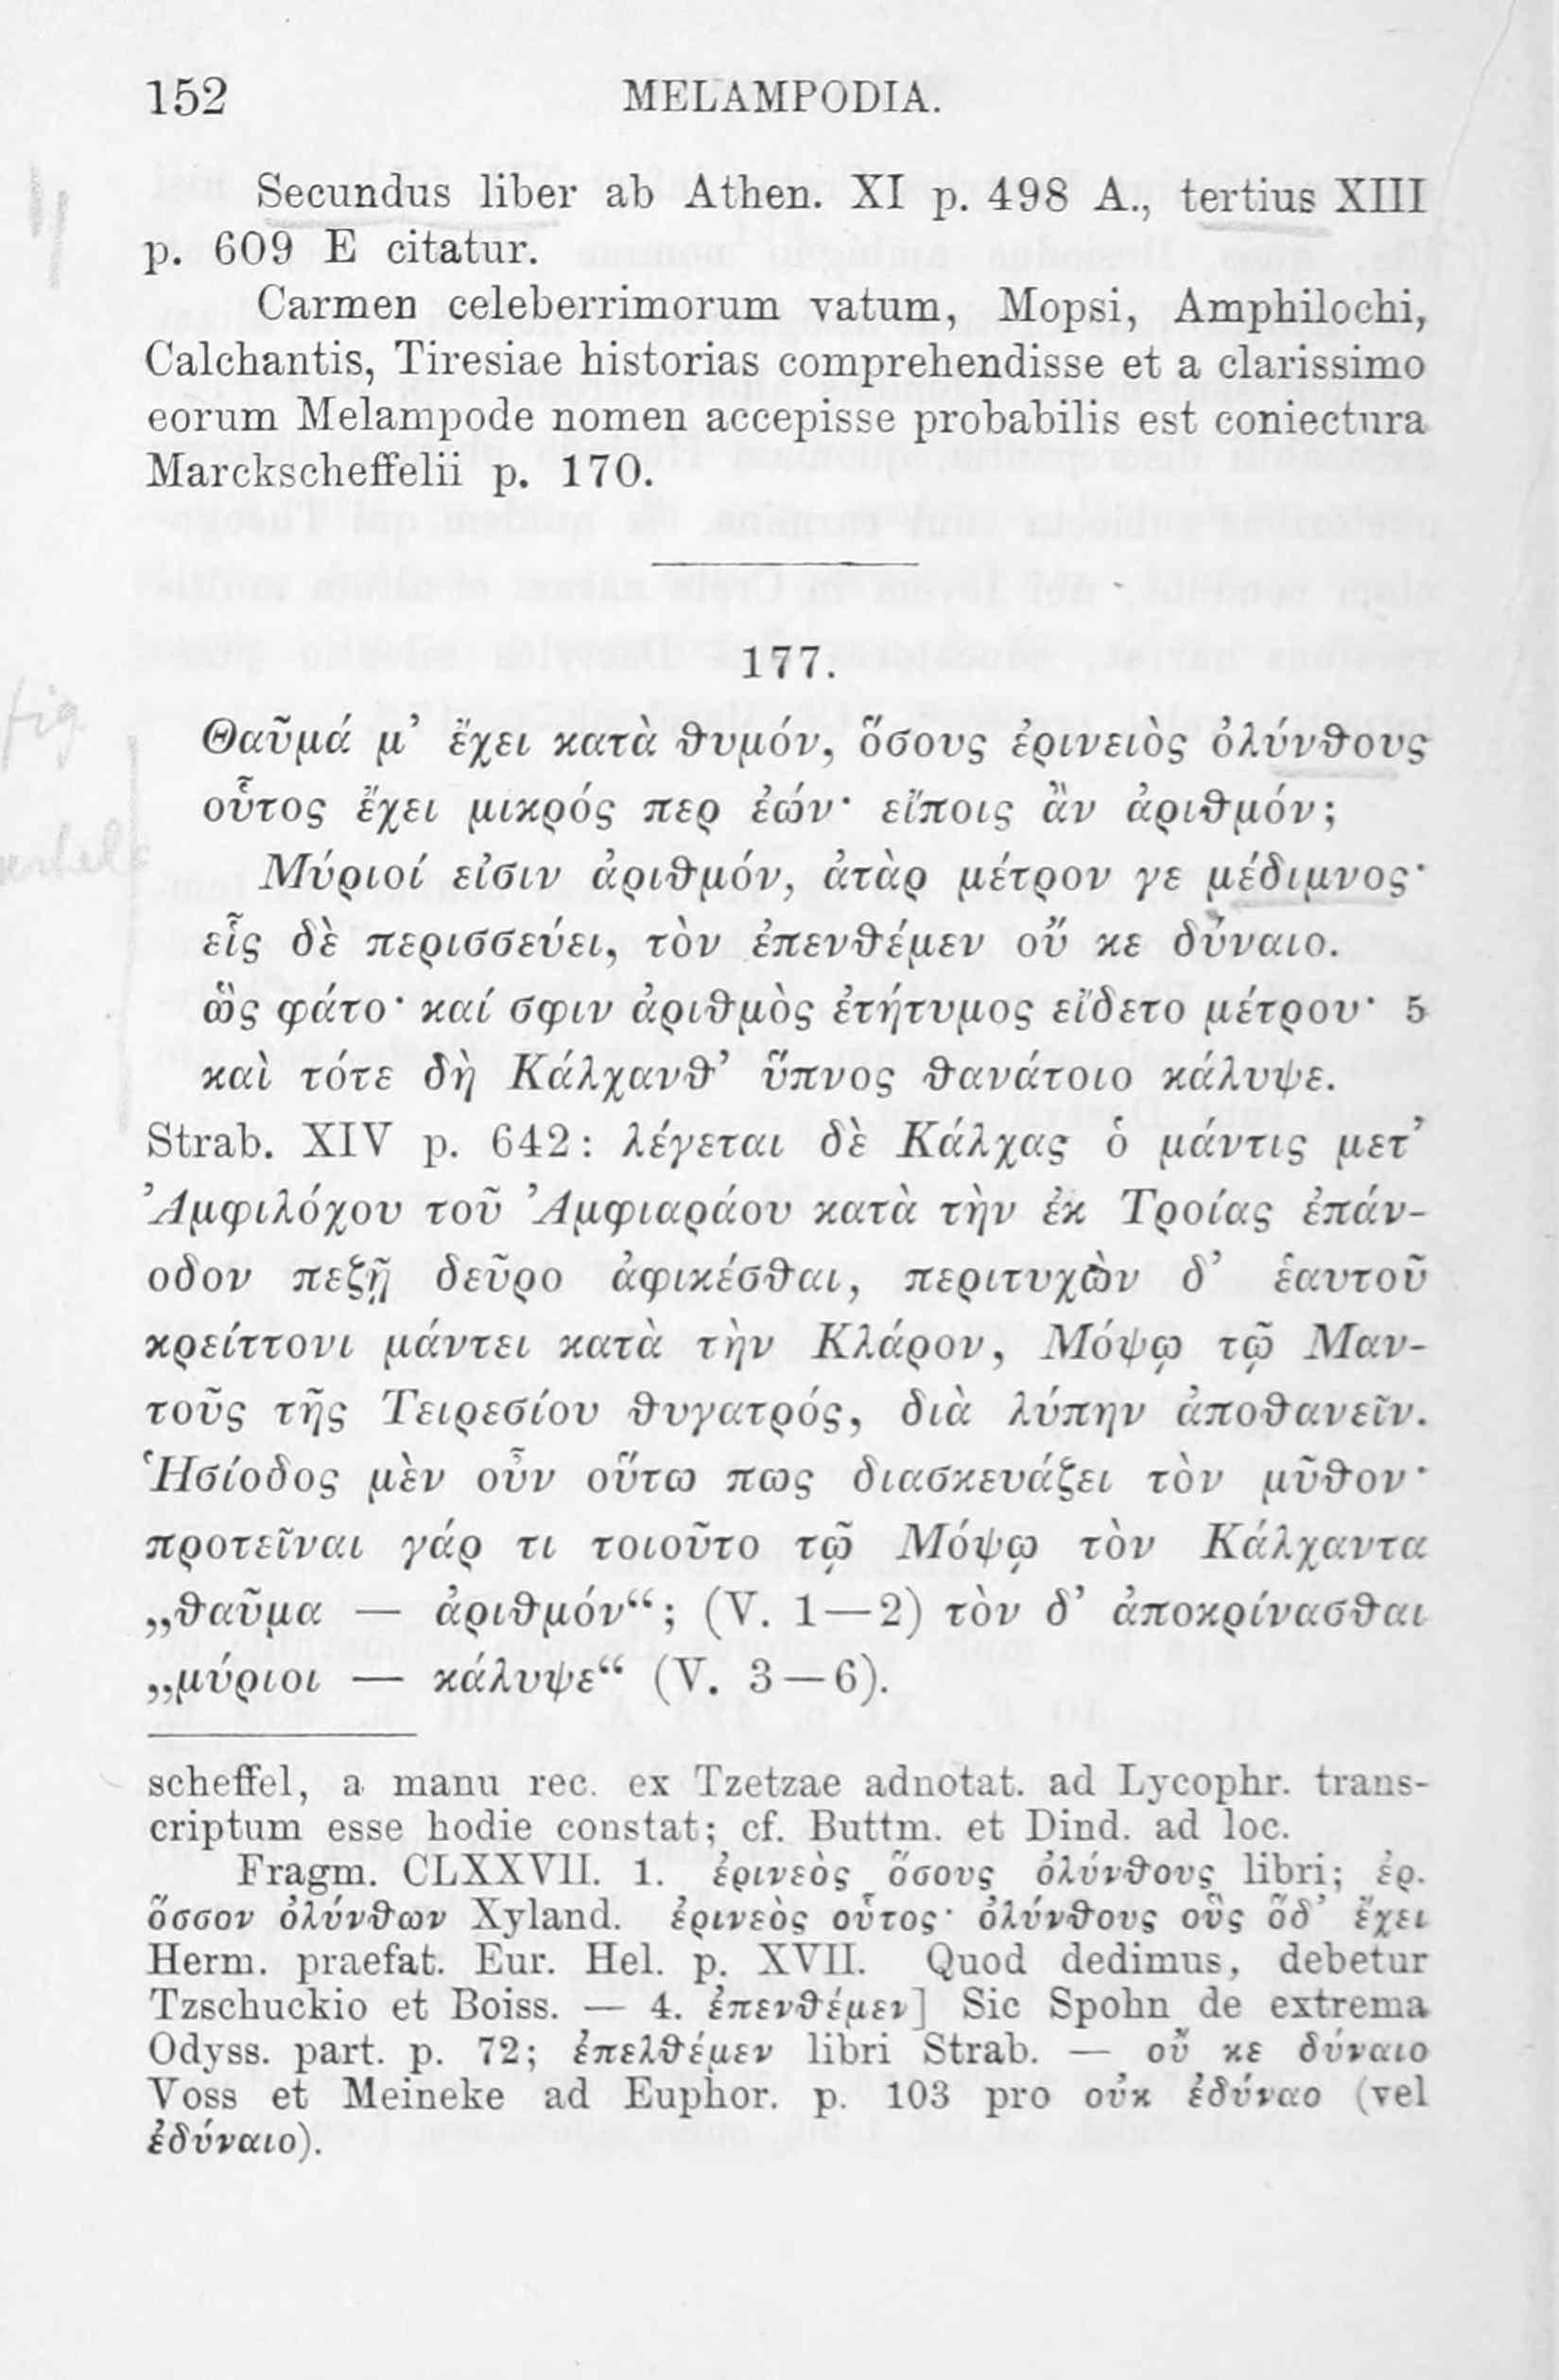 152 MELAMPODIA.
Secundus liber ab Athen. XI p. 498 A., tertius XIII
p. 609 E citatur.
Carmen celeberrimorum vatum, Mopsi, Amphilochi,
Calchantis, Tiresiae historias comprehendisse et a clarissimo
eorum Melampode nomen accepisse probabilis est coniectura
Marckscheffelii p. 170.
177.
Θαῦμά μ’ ἔχει κατὰ θυμόν, ὅσους ἐρινειὸς ὀλύνθους
οὗτος ἔχει μικρός περ ἐών· εἴποις ἂν ἀριθμόν;
Μύριοί εἰσιν ἀριθμόν, ἀτὰρ μέτρον γε μέδιμνος·
εἷς δὲ περισσεύει, τὸν ἐπενθέμεν οὔ κε δύναιο.
ὣς φάτο· καί σφιν ἀριθμὸς ἐτήτυμος εἴδετο μέτρου· 5
καὶ τότε δὴ Κάλχανθ’ ὕπνος θανάτοιο κάλυψε.
Strab. XIV p. 642: λέγεται δὲ Κάλχας ὁ μάντις μετ’
Ἀμφιλόχου τοῦ Ἀμφιαράου κατὰ τὴν ἐκ Τροίας ἐπάν-
οδον πεζῇ δεῦρο ἀφικέσθαι, περιτυχὼν δ’ ἑαυτοῦ
κρείττονι μάντει κατὰ τὴν Κλάρον, Μόψῳ τῷ Μαν-
τοῦς τῆς Τειρεσίου θυγατρός, διὰ λύπην ἀποθανεῖν.
Ἡσίοδος μὲν οὖν οὕτω πως διασκευάζει τὸν μῦθον·
προτεῖναι γάρ τι τοιοῦτο τῷ Μόψῳ τὸν Κάλχαντα
„θαῦμα — ἀριθμόν“; (V. 1—2) τὸν δ’ ἀποκρίνασθαι
„μύριοι — κάλυψε“ (V. 3—6).
scheffel, a manu rec. ex Tzetzae adnotat. ad Lycophr. trans-
criptum esse hodie constat; cf. Buttm. et Dind. ad loc.
Fragm. CLXXVII. 1. ἐρινεὸς ὅσους ὀλύνθους libri; ἐρ.
ὅσσον ὀλύνθων Xyland. ἐρινεὸς οὗτος· ὀλύνθους οὓς ὅδ’ ἔχει
Herm. praefat. Eur. Hel. p. XVII. Quod dedimus, debetur
Tzschuckio et Boiss. — 4. ἐπενθέμεν] Sic Spohn de extrema
Odyss. part. p. 72; ἐπελθέμεν libri Strab. — οὔ κε δύναιο
Voss et Meineke ad Euphor. p. 103 pro οὐκ ἐδύναο (vel
ἐδύναιο).
fig